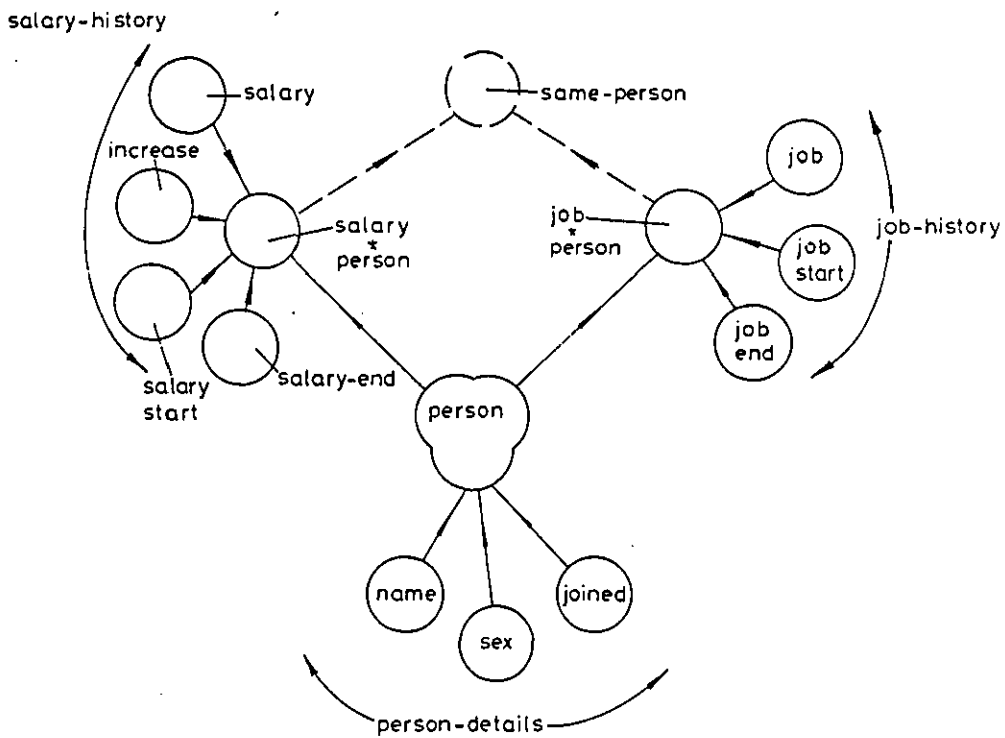 salary-history
salary
same-person
increase
job
salary
*
person
job
*
person
job-history
job
start
job
end
salary
start
salary-end
person
name
joined
sex
person-details